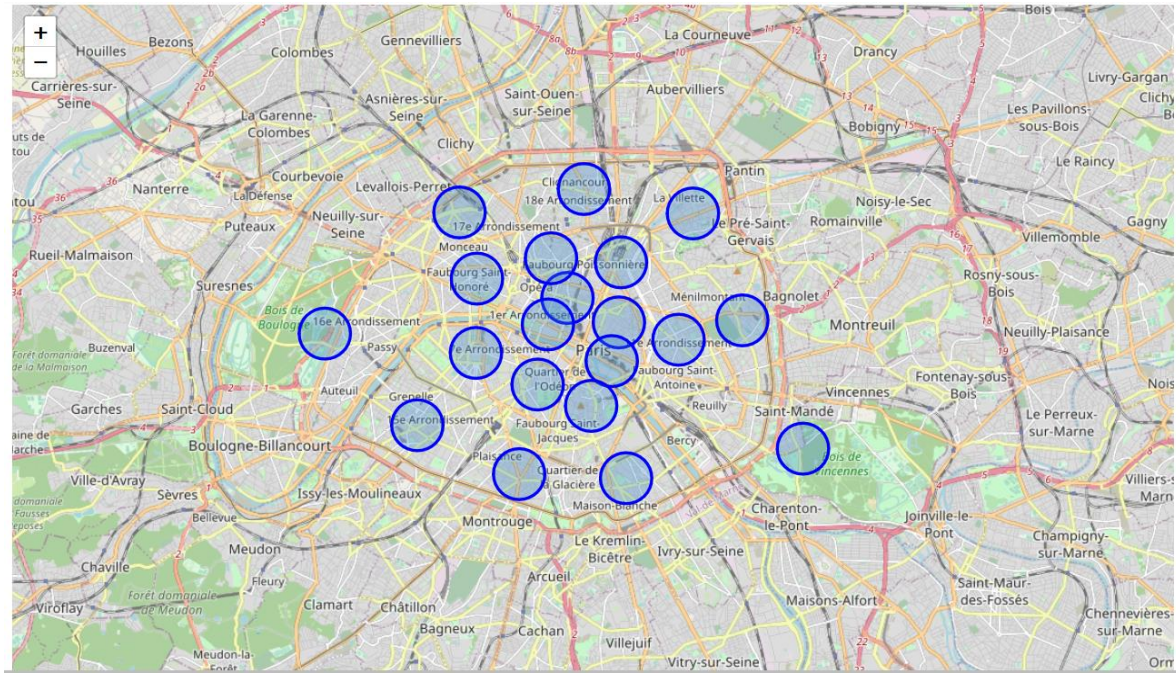 +
−
Houilles
Bezons
Colombes
Gennevilliers
La Courneuve
Bois
Drancy
Livry-Gargan
Carrières-sur-
Seine
Asnières-sur-
Seine
Saint-Ouen-
sur-Seine
Aubervilliers
Les Pavillons-
sous-Bois
La Garenne-
Colombes
Bobigny
Clichy
Courbevoie
Nanterre
La Défense
Levallois-Perret
Clignancourt
18e Arrondissement
La Villette
Pantin
Le Raincy
Noisy-le-Sec
Neuilly-sur-
Seine
17e Arrondissement
Le Pré-Saint-
Gervais
Romainville
Gagny
Puteaux
Monceau
Villemomble
Rueil-Malmaison
Suresnes
Faubourg Saint-
Honoré
Opéra
Faubourg Poissonnière
Rosny-sous-
Bois
Ménilmontant
Bagnolet
Bois de
Boulogne
16e Arrondissement
1er Arrondissement
Montreuil
Neuilly-Plaisance
Buzenval
Passy
7e Arrondissement
Paris
Arrondissement
Forêt domaniale
de la Malmaison
Quartier de
l'Odéon
Faubourg Saint-
Antoine
Vincennes
Fontenay-sous-
Bois
Garches
Saint-Cloud
Auteuil
Grenelle
15e Arrondissement
Reuilly
Saint-Mandé
Le Perreux-
sur-Marne
Boulogne-Billancourt
Faubourg Saint-
Jacques
Bercy
Bois de
Vincennes
Ville-d'Avray
Plaisance
Quartier de
la Glacière
Sèvres
Issy-les-Moulineaux
Maison-Blanche
Charenton-
le-Pont
Joinville-le-
Pont
Bellevue
Montrouge
Le Kremlin-
Bicêtre
Ivry-sur-Seine
Champigny-
sur-Marne
Meudon
Chaville
Fleury
Arcueil
Saint-Maur-
des-Fossés
Viroflay
Forêt domaniale
de Meudon
Clamart
Châtillon
Maisons-Alfort
Chennevières-
sur-Marne
Bagneux
Cachan
Villejuif
Meudon-la-
Forêt
Vitry-sur-Seine